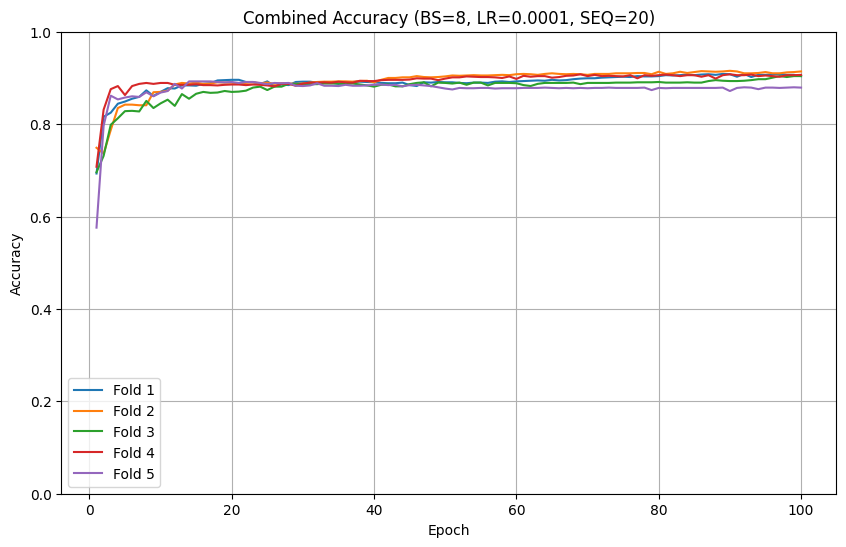 Combined Accuracy (BS=8, LR=0.0001, SEQ=20)
1.0
0.8
0.6
0.4
0.2
0.0
Accuracy
Fold 1
Fold 2
Fold 3
Fold 4
Fold 5
0 20 40 60 80 100
Epoch